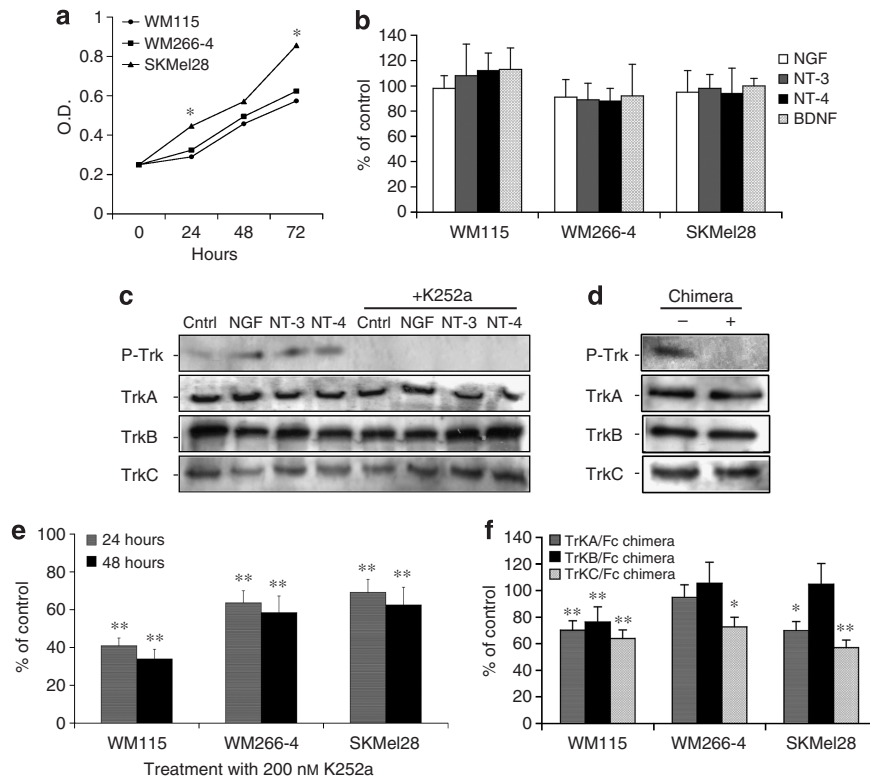 a
WM115
WM266-4
SKMel28
1
0.8
0.6
0.4
0.2
0
O.D.
*
*
0 24 48 72
Hours
b
140
120
100
80
60
40
20
0
% of control
NGF
NT-3
NT-4
BDNF
WM115 WM266-4 SKMel28
c
+K252a
Cntrl NGF NT-3 NT-4 Cntrl NGF NT-3 NT-4
P-Trk -
TrkA -
TrkB -
TrkC -
d
Chimera
– +
P-Trk -
TrkA -
TrkB -
TrkC -
e
24 hours
48 hours
100
80
60
40
20
0
% of control
** ** ** ** ** **
WM115 WM266-4 SKMel28
Treatment with 200 nM K252a
f
TrKA/Fc chimera
TrKB/Fc chimera
TrKC/Fc chimera
140
120
100
80
60
40
20
0
% of control
** ** ** * * **
WM115 WM266-4 SKMel28